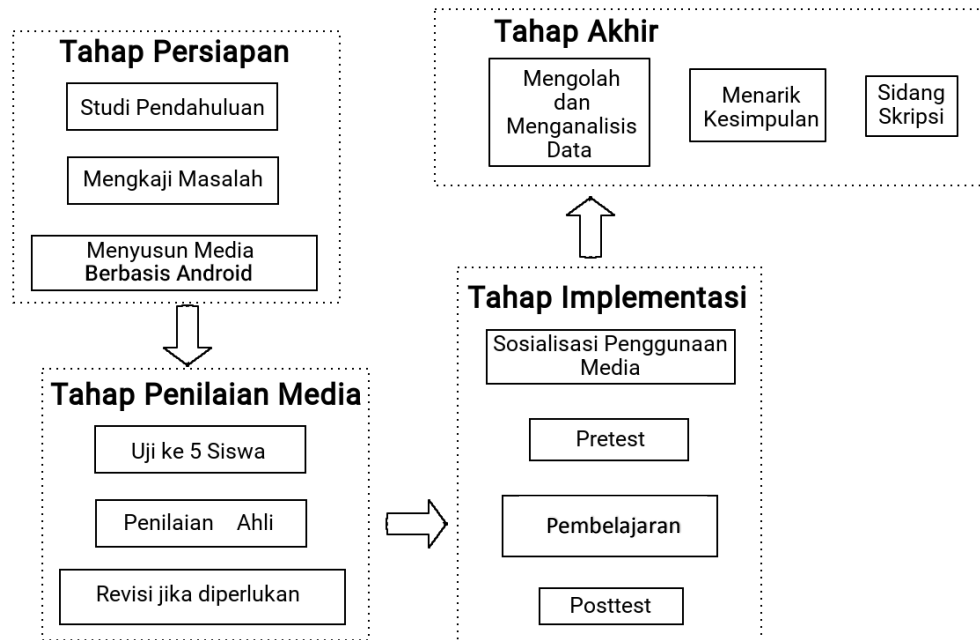 Tahap Persiapan
Studi Pendahuluan
Mengkaji Masalah
Menyusun Media
Berbasis Android
Tahap Penilaian Media
Uji ke 5 Siswa
Penilaian Ahli
Revisi jika diperlukan
Tahap Implementasi
Sosialisasi Penggunaan
Media
Pretest
Pembelajaran
Posttest
Tahap Akhir
Mengolah
dan
Menganalisis
Data
Menarik
Kesimpulan
Sidang
Skripsi